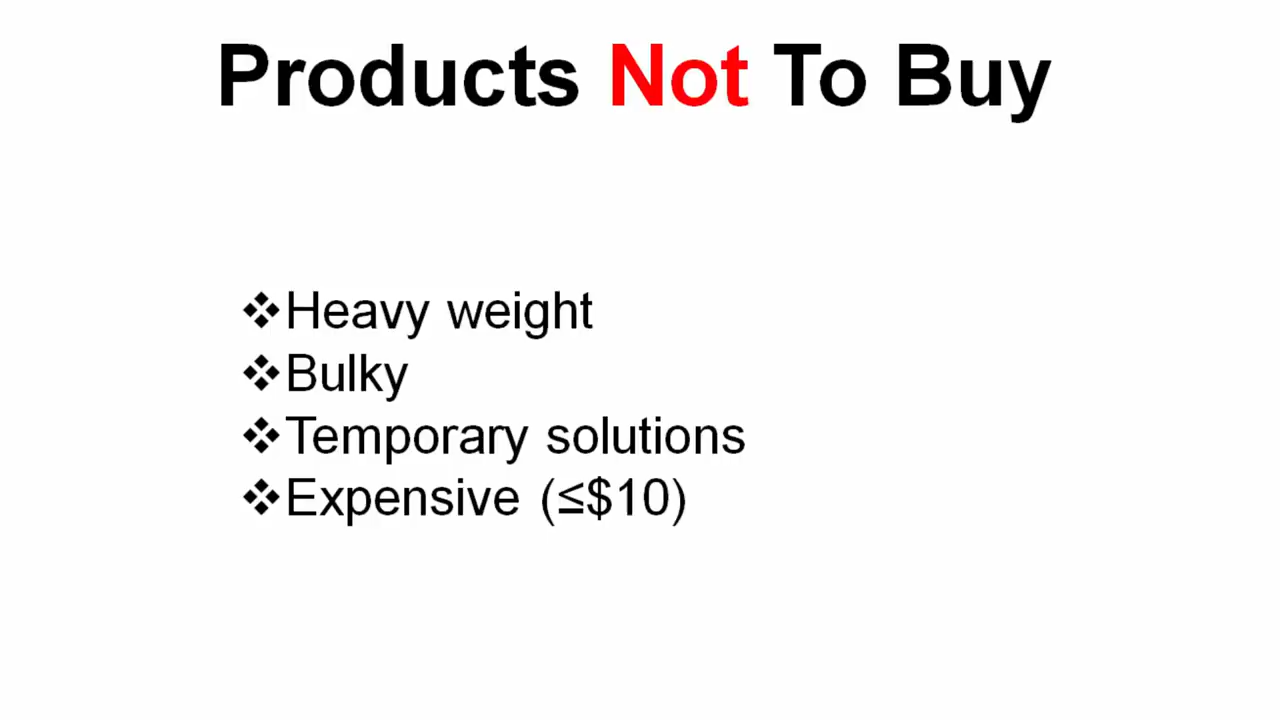 Products Not To Buy
❖Heavy weight
❖Bulky
❖Temporary solutions
❖Expensive (≤$10)